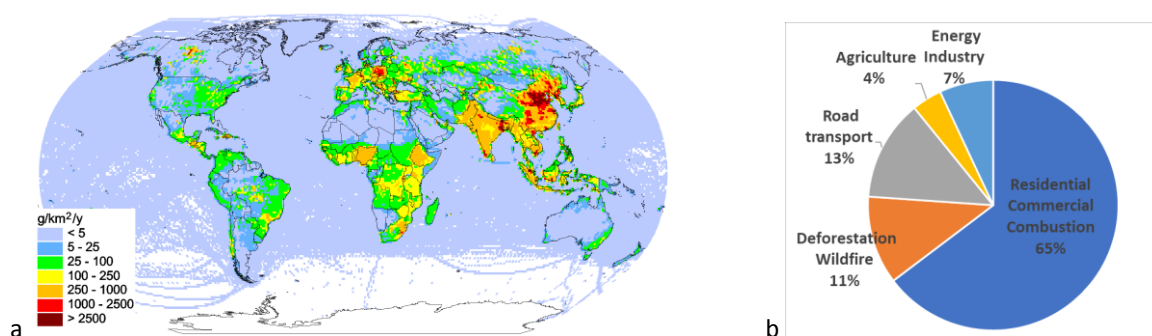 g/km²/y
< 5
5 - 25
25 - 100
100 - 250
250 - 1000
1000 - 2500
> 2500
a
Energy
Industry
7%
Agriculture
4%
Road
transport
13%
Deforestation
Wildfire
11%
Residential
Commercial
Combustion
65%
b